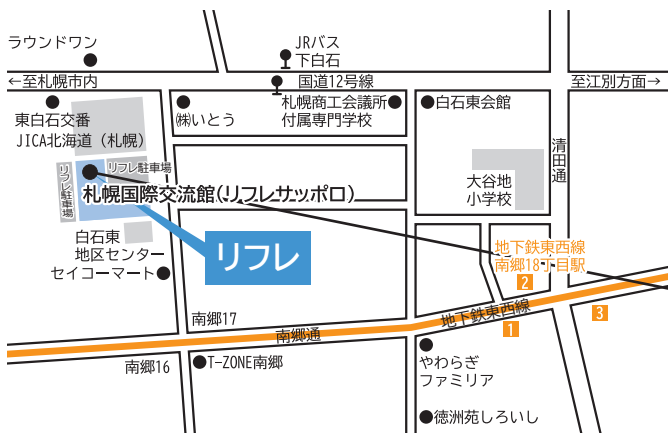 ラウンドワン
JRバス
下白石
←至札幌市内
国道12号線
至江別方面→
東白石交番
㈱いとう
札幌商工会議所
付属専門学校
白石東会館
JICA北海道（札幌）
清田通
リフレ駐車場
リフレ駐車場
大谷地
小学校
札幌国際交流館(リフレサッポロ)
白石東
地区センター
セイコーマート
リフレ
地下鉄東西線
南郷18丁目駅
2
南郷17
南郷通
地下鉄東西線
1
3
南郷16
T-ZONE南郷
やわらぎ
ファミリア
徳洲苑しろいし